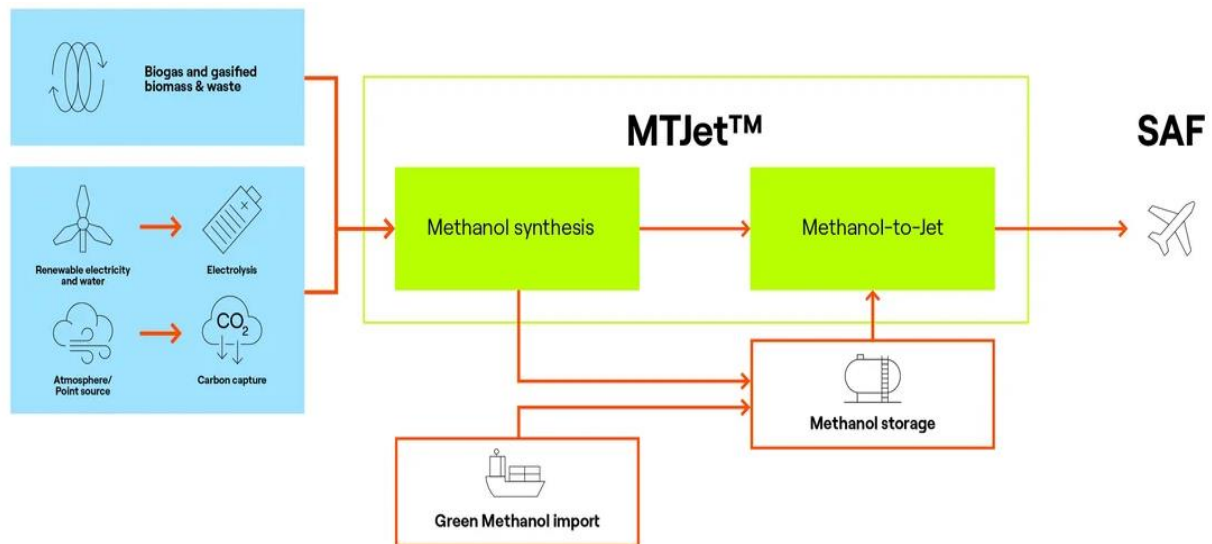 Biogas and gasified
biomass & waste
Renewable electricity
and water
Electrolysis
CO2
Atmosphere/
Point source
Carbon capture
MTJet™
Methanol synthesis
Methanol-to-Jet
SAF
Methanol storage
Green Methanol import